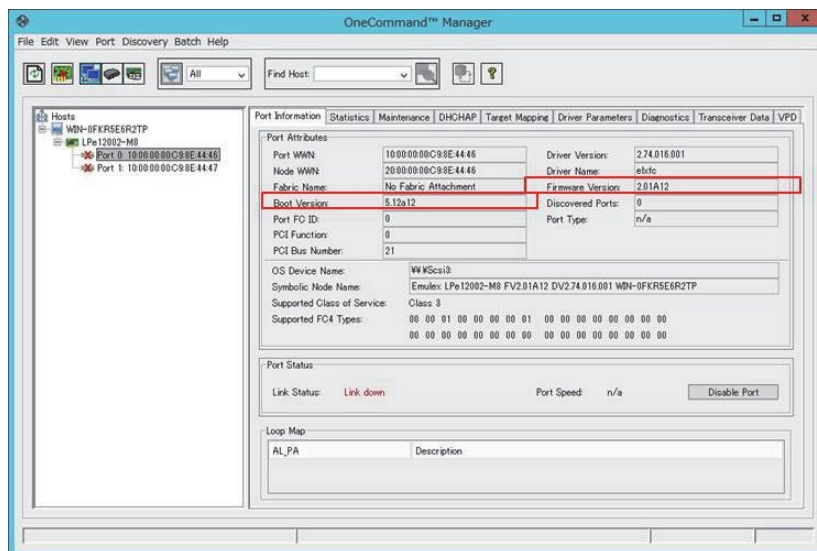 OneCommand™ Manager
File Edit View Port Discovery Batch Help
All
Find Host:
Hosts
WIN-0FKR5E6R2TP
LPe12002-M8
Port 0: 10:00:00:00:C9:8E:44:46
Port 1: 10:00:00:00:C9:8E:44:47
Port Information Statistics Maintenance DHCHAP Target Mapping Driver Parameters Diagnostics Transceiver Data VPD
Port Attributes
Port WWN: 10:00:00:00:C9:8E:44:46 Driver Version: 2.74.016.001
Node WWN: 20:00:00:00:C9:8E:44:46 Driver Name: elxfc
Fabric Name: No Fabric Attachment Firmware Version: 2.01A12
Boot Version: 5.12a12 Discovered Ports: 0
Port FC ID: 0 Port Type: n/a
PCI Function: 0
PCI Bus Number: 21
OS Device Name: ¥¥.¥Scsi3:
Symbolic Node Name: Emulex LPe12002-M8 FV2.01A12 DV2.74.016.001 WIN-0FKR5E6R2TP
Supported Class of Service: Class 3
Supported FC4 Types: 00 00 01 00 00 00 00 01 00 00 00 00 00 00 00 00
00 00 00 00 00 00 00 00 00 00 00 00 00 00 00 00
Port Status
Link Status: Link down Port Speed: n/a Disable Port
Loop Map
AL_PA Description